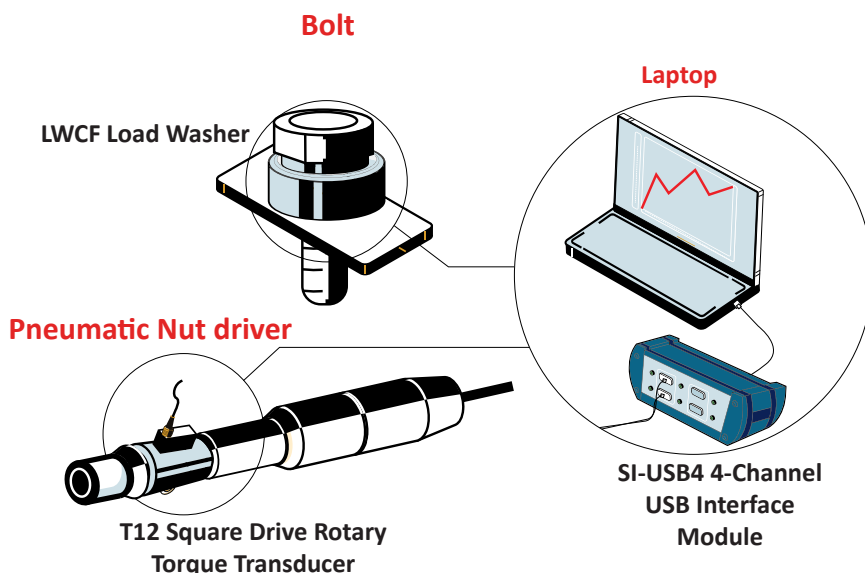 Bolt
Laptop
LWCF Load Washer
Pneumatic Nut driver
SI-USB4 4-Channel
USB Interface
Module
T12 Square Drive Rotary
Torque Transducer